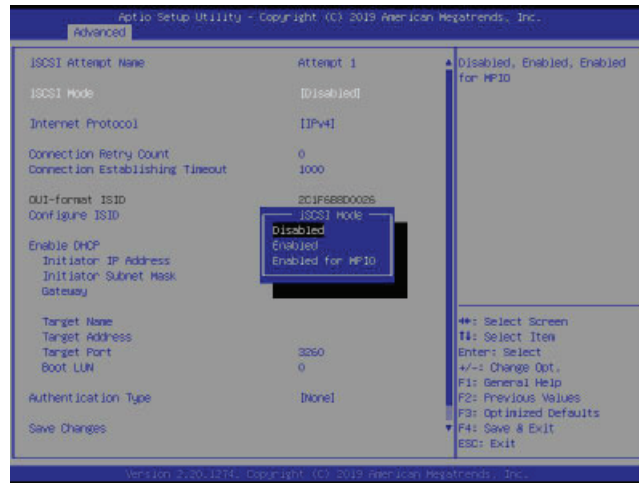 Aptio Setup Utility - Copyright (C) 2019 American Megatrends, Inc.
Advanced
iSCSI Attempt Name Attempt 1
iSCSI Mode [Disabled]
Internet Protocol [IPv4]
Connection Retry Count 0
Connection Establishing Timeout 1000
OUI-format ISID 2C1F6B8D0026
Configure ISID
Enable DHCP
Initiator IP Address
Initiator Subnet Mask
Gateway
Target Name
Target Address
Target Port 3260
Boot LUN 0
Authentication Type [None]
Save Changes
iSCSI Mode
Disabled
Enabled
Enabled for MPIO
Disabled, Enabled, Enabled
for MPIO
↔: Select Screen
↑↓: Select Item
Enter: Select
+/-: Change Opt.
F1: General Help
F2: Previous Values
F3: Optimized Defaults
F4: Save & Exit
ESC: Exit
Version 2.20.1274. Copyright (C) 2019 American Megatrends, Inc.